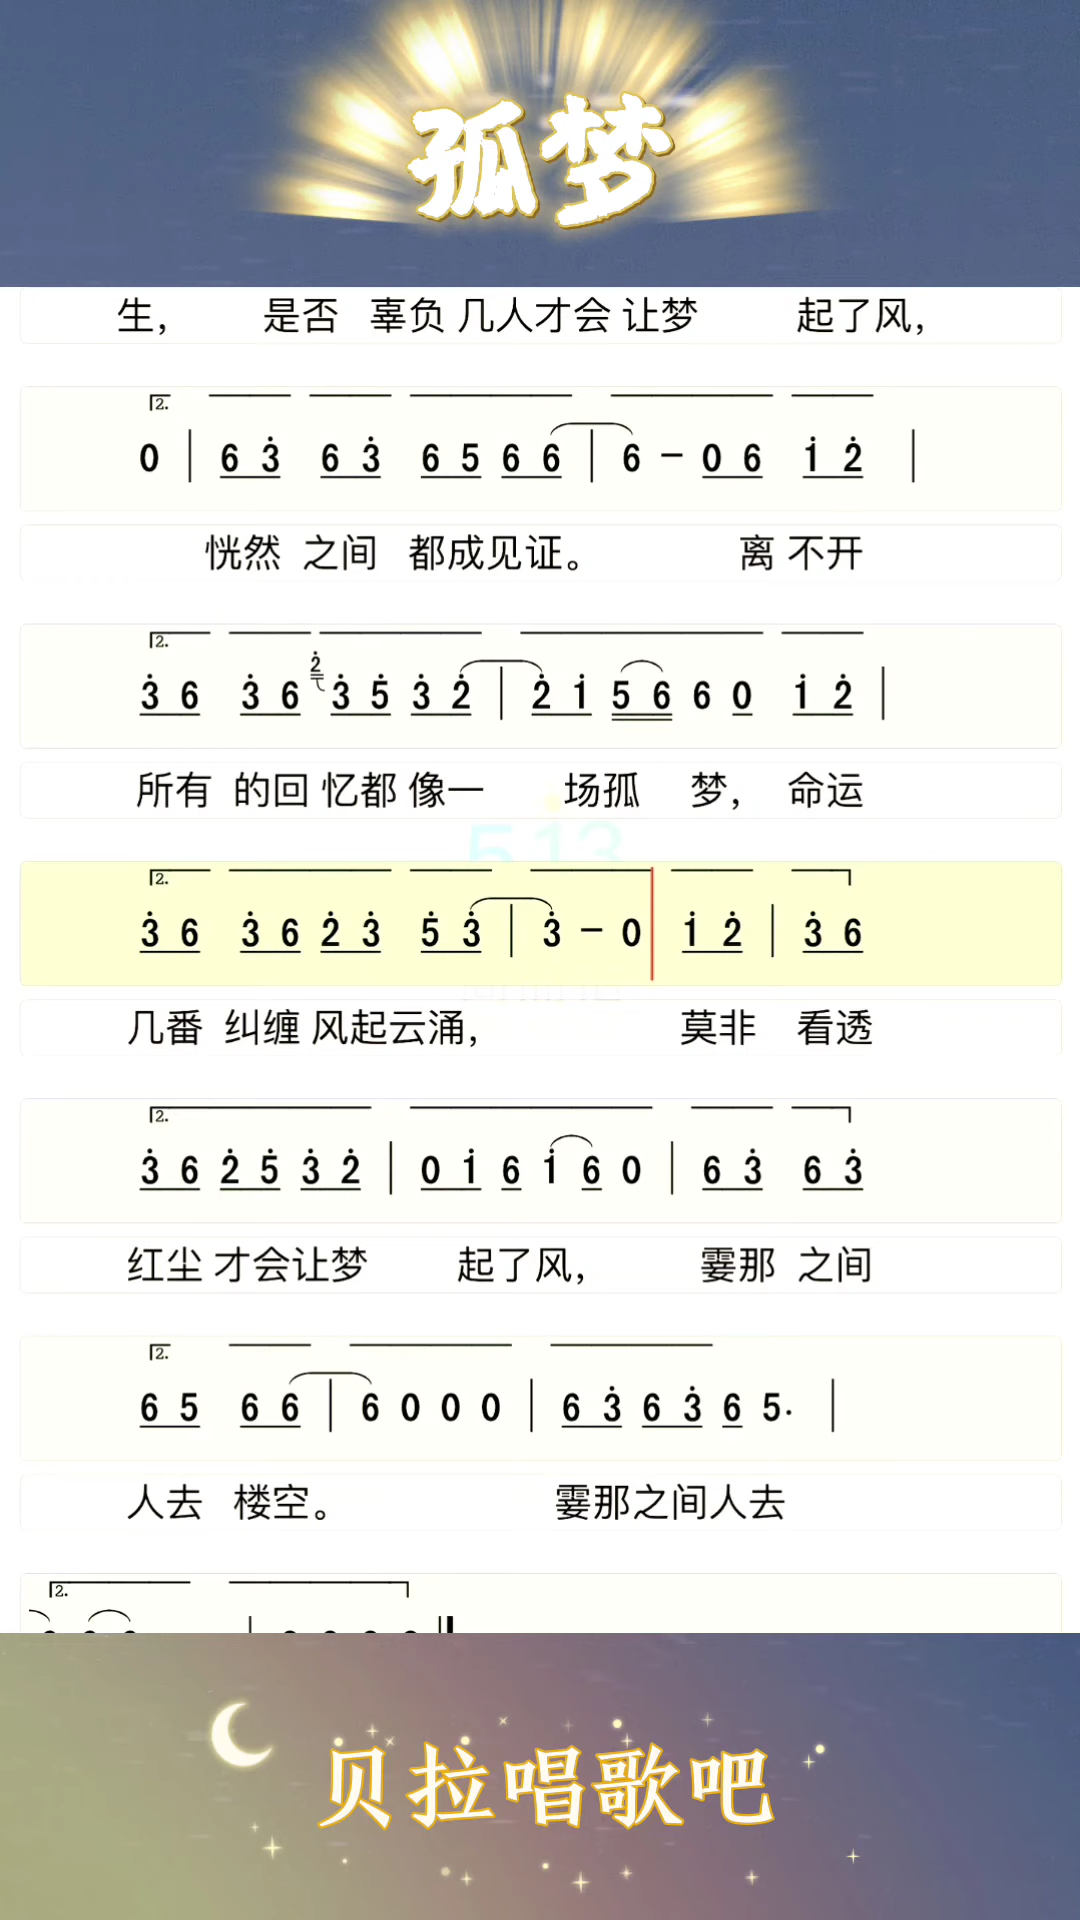 孤梦
生， 是否 辜负 几人才会 让梦 起了风，
2.
0 | 6 3̇ 6 3̇ 6 5 6 6 | 6 － 0 6 1̇ 2̇ |
恍然 之间 都成见证。 离 不开
2.
2̇
3̇ 6 3̇ 6 3̇ 5̇ 3̇ 2̇ | 2̇ 1̇ 5 6 6 0 1̇ 2̇ |
所有 的回 忆都 像一 场孤 梦， 命运
513
2.
3̇ 6 3̇ 6 2̇ 3̇ 5̇ 3̇ | 3̇ － 0 | 1̇ 2̇ | 3̇ 6
几番 纠缠 风起云涌， 莫非 看透
2.
3̇ 6 2̇ 5̇ 3̇ 2̇ | 0 1̇ 6 1̇ 6 0 | 6 3̇ 6 3̇
红尘 才会让梦 起了风， 霎那 之间
2.
6 5 6 6 | 6 0 0 0 | 6 3̇ 6 3̇ 6 5· |
人去 楼空。 霎那之间人去
2.
贝拉唱歌吧